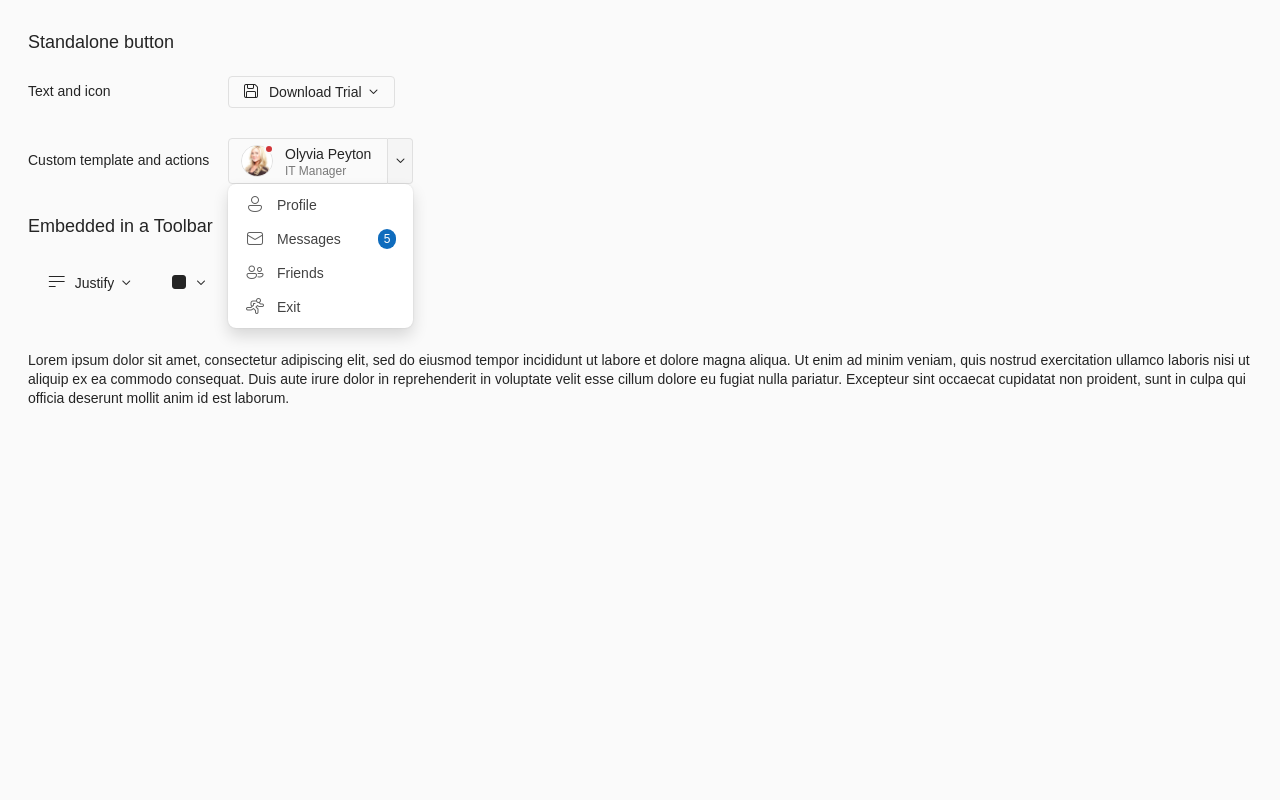 Standalone button
Text and icon
Download Trial
Custom template and actions
Olyvia Peyton
IT Manager
Profile
Messages 5
Friends
Exit
Embedded in a Toolbar
Justify
Lorem ipsum dolor sit amet, consectetur adipiscing elit, sed do eiusmod tempor incididunt ut labore et dolore magna aliqua. Ut enim ad minim veniam, quis nostrud exercitation ullamco laboris nisi ut
aliquip ex ea commodo consequat. Duis aute irure dolor in reprehenderit in voluptate velit esse cillum dolore eu fugiat nulla pariatur. Excepteur sint occaecat cupidatat non proident, sunt in culpa qui
officia deserunt mollit anim id est laborum.